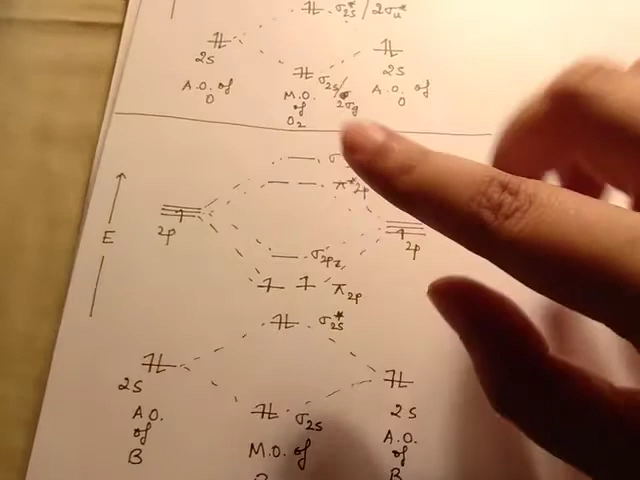 σ*2s / 2σu*
2s 2s
A.O. of
O
σ2s/
2σg
M.O.
of
O2
A.O. of
O
σ
π*2p
2p 2p
E
σ2pz
π2p
σ*2s
2s 2s
σ2s
A.O.
of
B
M.O. of
A.O.
of
B